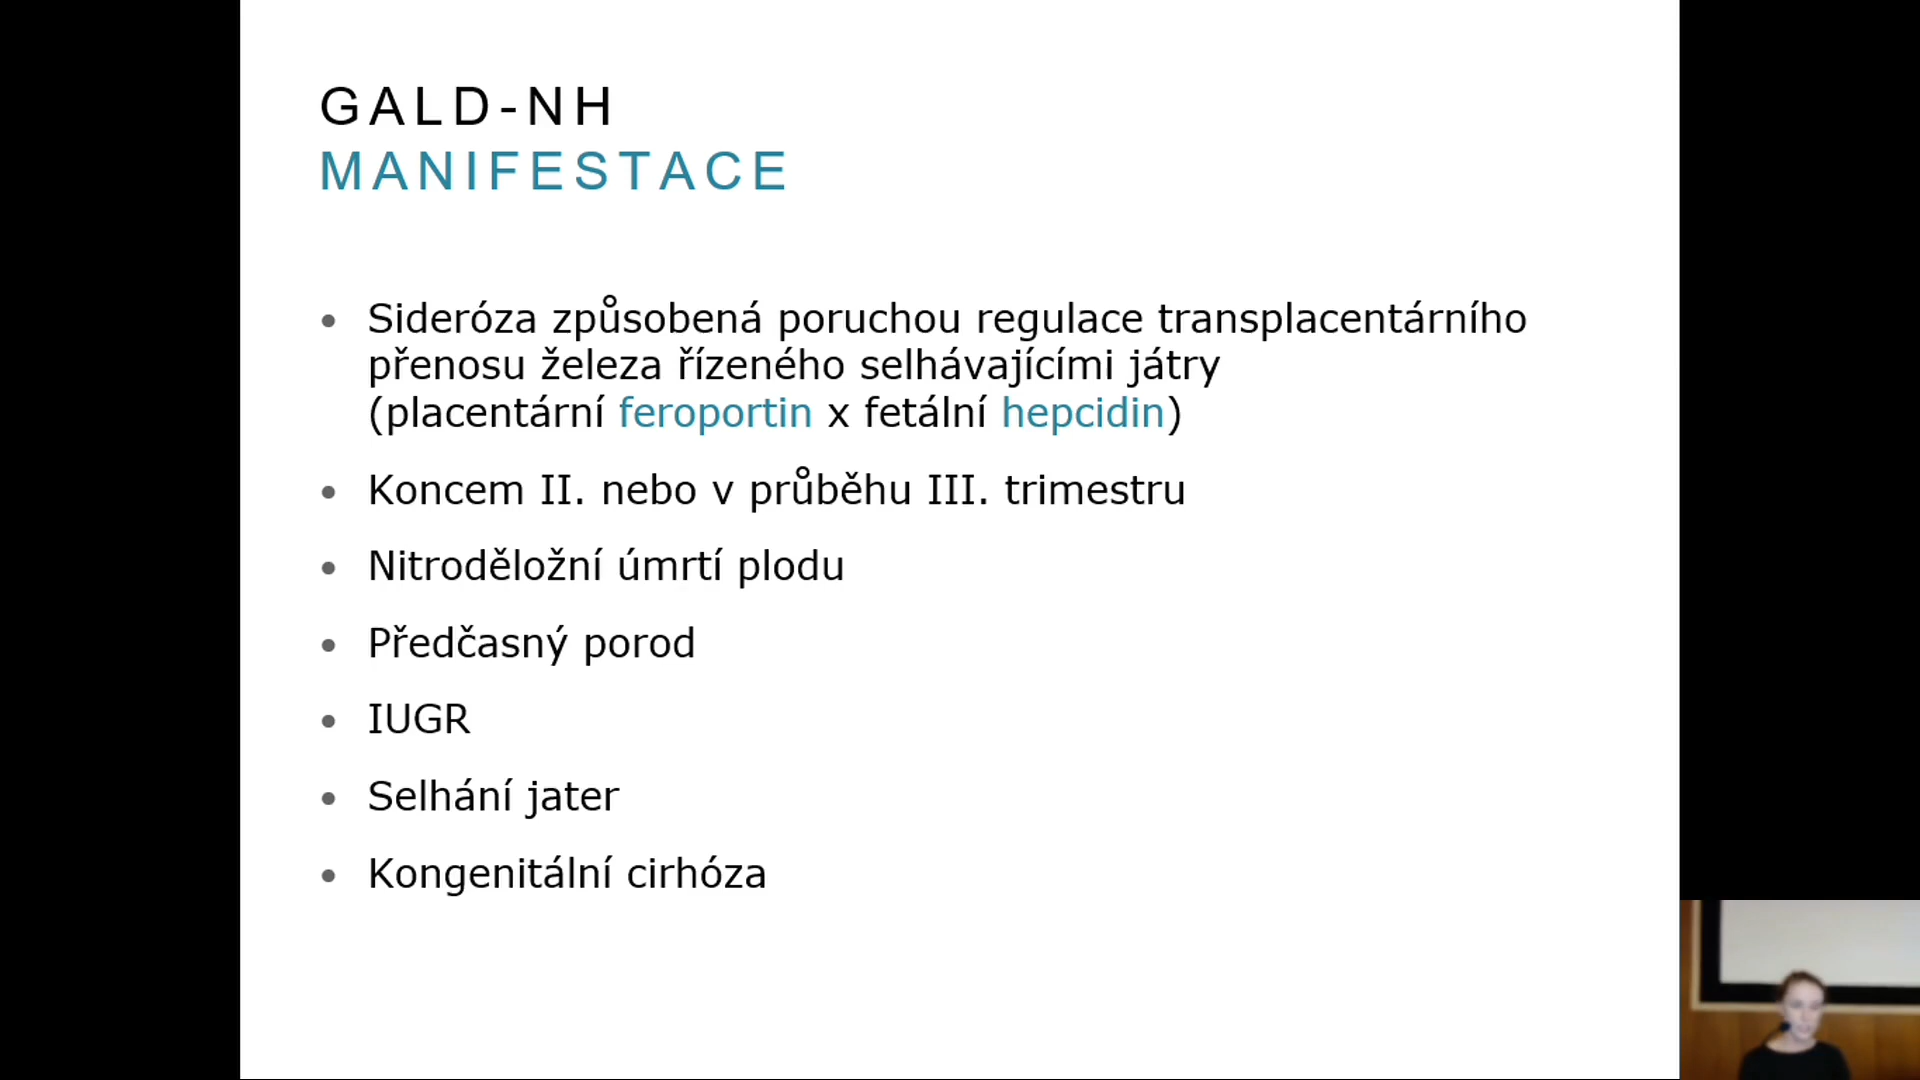 GALD-NH
MANIFESTACE
• Sideróza způsobená poruchou regulace transplacentárního
přenosu železa řízeného selhávajícími játry
(placentární feroportin x fetální hepcidin)
• Koncem II. nebo v průběhu III. trimestru
• Nitroděložní úmrtí plodu
• Předčasný porod
• IUGR
• Selhání jater
• Kongenitální cirhóza